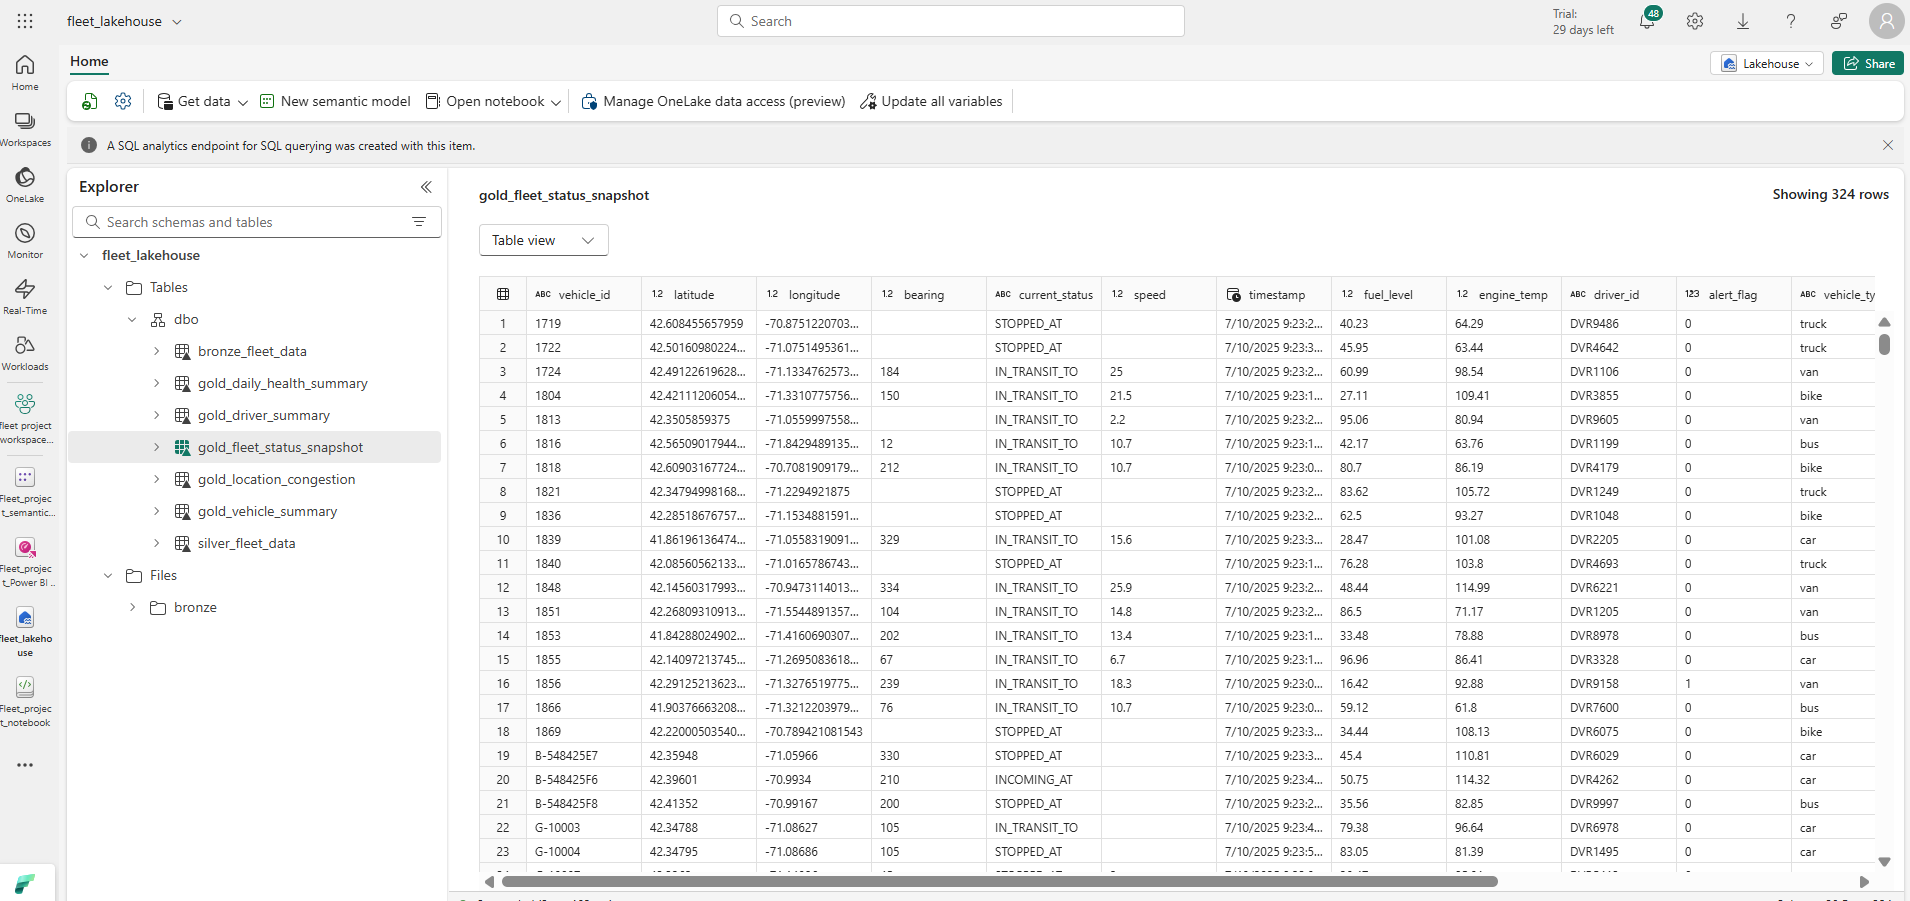 fleet_lakehouse
Search
Trial:
29 days left
48
Home
Workspaces
OneLake
Monitor
Real-Time
Workloads
fleet project
workspace...
Fleet_projec
t_semantic...
Fleet_projec
t_Power BI ...
fleet_lakeho
use
Fleet_projec
t_notebook
Home
Lakehouse
Share
Get data
New semantic model
Open notebook
Manage OneLake data access (preview)
Update all variables
A SQL analytics endpoint for SQL querying was created with this item.
Explorer
Search schemas and tables
fleet_lakehouse
Tables
dbo
bronze_fleet_data
gold_daily_health_summary
gold_driver_summary
gold_fleet_status_snapshot
gold_location_congestion
gold_vehicle_summary
silver_fleet_data
Files
bronze
gold_fleet_status_snapshot
Showing 324 rows
Table view
ABC vehicle_id 1.2 latitude 1.2 longitude 1.2 bearing ABC current_status 1.2 speed timestamp 1.2 fuel_level 1.2 engine_temp ABC driver_id 123 alert_flag ABC vehicle_ty
1 1719 42.608455657959 -70.8751220703... STOPPED_AT 7/10/2025 9:23:2... 40.23 64.29 DVR9486 0 truck
2 1722 42.50160980224... -71.0751495361... STOPPED_AT 7/10/2025 9:23:3... 45.95 63.44 DVR4642 0 truck
3 1724 42.49122619628... -71.1334762573... 184 IN_TRANSIT_TO 25 7/10/2025 9:23:2... 60.99 98.54 DVR1106 0 van
4 1804 42.42111206054... -71.3310775756... 150 IN_TRANSIT_TO 21.5 7/10/2025 9:23:1... 27.11 109.41 DVR3855 0 bike
5 1813 42.3505859375 -71.0559997558... IN_TRANSIT_TO 2.2 7/10/2025 9:23:2... 95.06 80.94 DVR9605 0 van
6 1816 42.56509017944... -71.8429489135... 12 IN_TRANSIT_TO 10.7 7/10/2025 9:23:1... 42.17 63.76 DVR1199 0 bus
7 1818 42.60903167724... -70.7081909179... 212 IN_TRANSIT_TO 10.7 7/10/2025 9:23:0... 80.7 86.19 DVR4179 0 bike
8 1821 42.34794998168... -71.2294921875 STOPPED_AT 7/10/2025 9:23:2... 83.62 105.72 DVR1249 0 truck
9 1836 42.28518676757... -71.1534881591... STOPPED_AT 7/10/2025 9:23:2... 62.5 93.27 DVR1048 0 bike
10 1839 41.86196136474... -71.0558319091... 329 IN_TRANSIT_TO 15.6 7/10/2025 9:23:3... 28.47 101.08 DVR2205 0 car
11 1840 42.08560562133... -71.0165786743... STOPPED_AT 7/10/2025 9:23:1... 76.28 103.8 DVR4693 0 truck
12 1848 42.14560317993... -70.9473114013... 334 IN_TRANSIT_TO 25.9 7/10/2025 9:23:2... 48.44 114.99 DVR6221 0 van
13 1851 42.26809310913... -71.5544891357... 104 IN_TRANSIT_TO 14.8 7/10/2025 9:23:2... 86.5 71.17 DVR1205 0 van
14 1853 41.84288024902... -71.4160690307... 202 IN_TRANSIT_TO 13.4 7/10/2025 9:23:1... 33.48 78.88 DVR8978 0 bus
15 1855 42.14097213745... -71.2695083618... 67 IN_TRANSIT_TO 6.7 7/10/2025 9:23:1... 96.96 86.41 DVR3328 0 car
16 1856 42.29125213623... -71.3276519775... 239 IN_TRANSIT_TO 18.3 7/10/2025 9:23:0... 16.42 92.88 DVR9158 1 van
17 1866 41.90376663208... -71.3212203979... 76 IN_TRANSIT_TO 10.7 7/10/2025 9:23:0... 59.12 61.8 DVR7600 0 bus
18 1869 42.22000503540... -70.789421081543 STOPPED_AT 7/10/2025 9:23:3... 34.44 108.13 DVR6075 0 bike
19 B-548425E7 42.35948 -71.05966 330 STOPPED_AT 7/10/2025 9:23:3... 45.4 110.81 DVR6029 0 car
20 B-548425F6 42.39601 -70.9934 210 INCOMING_AT 7/10/2025 9:23:4... 50.75 114.32 DVR4262 0 car
21 B-548425F8 42.41352 -70.99167 200 STOPPED_AT 7/10/2025 9:23:2... 35.56 82.85 DVR9997 0 bus
22 G-10003 42.34788 -71.08627 105 IN_TRANSIT_TO 7/10/2025 9:23:4... 79.38 96.64 DVR6978 0 car
23 G-10004 42.34795 -71.08686 105 STOPPED_AT 7/10/2025 9:23:5... 83.05 81.39 DVR1495 0 car